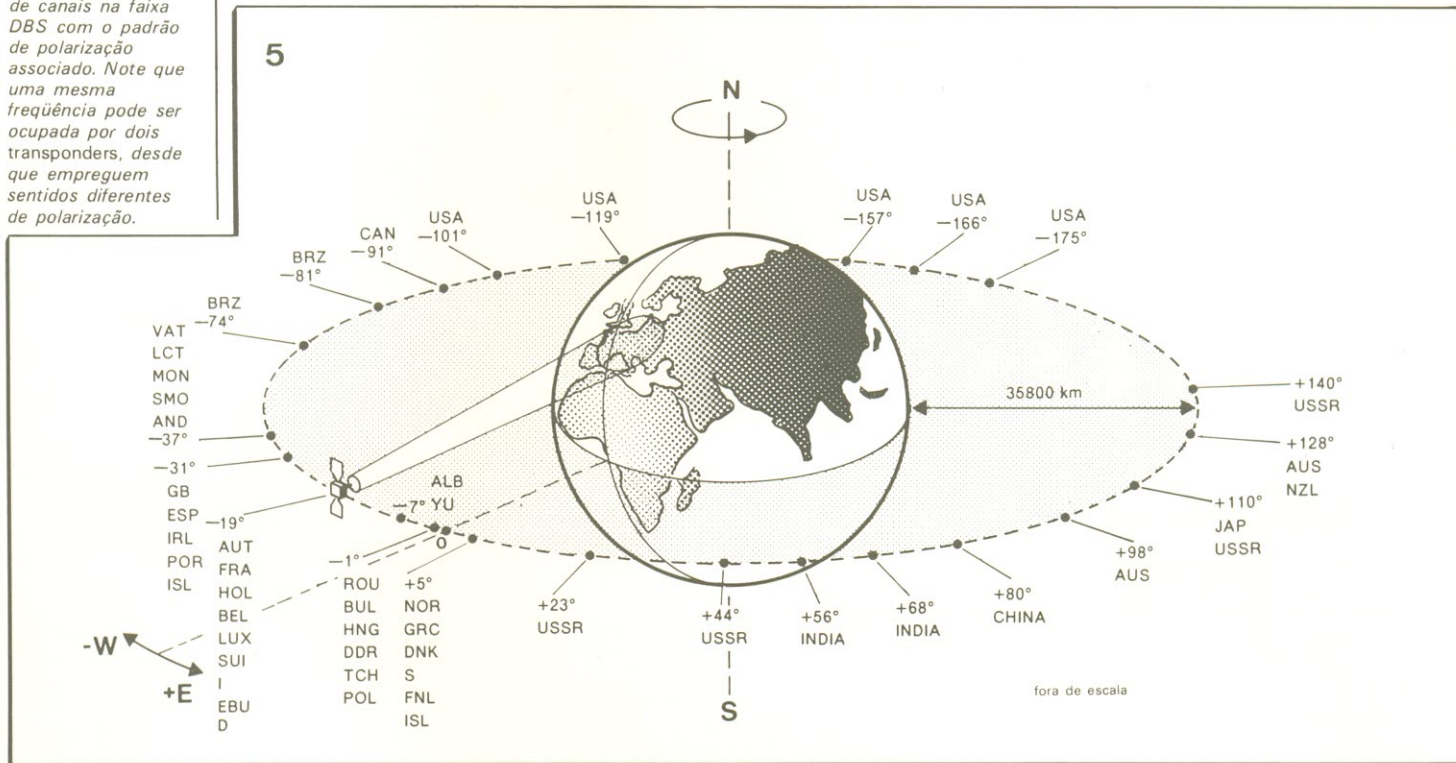 de canais na faixa
DBS com o padrão
de polarização
associado. Note que
uma mesma
freqüência pode ser
ocupada por dois
transponders, desde
que empreguem
sentidos diferentes
de polarização.
5
N
USA
—119°
USA
—101°
CAN
—91°
BRZ
—81°
BRZ
—74°
USA
—157°
USA
—166°
USA
—175°
VAT
LCT
MON
SMO
AND
—37°
—31°
GB
ESP
IRL
POR
ISL
—19°
AUT
FRA
HOL
BEL
LUX
SUI
I
EBU
D
—7°
ALB
YU
O
—1°
ROU
BUL
HNG
DDR
TCH
POL
+5°
NOR
GRC
DNK
S
FNL
ISL
+23°
USSR
+44°
USSR
+56°
INDIA
+68°
INDIA
+80°
CHINA
+98°
AUS
+110°
JAP
USSR
+128°
AUS
NZL
+140°
USSR
35800 km
-W
+E
S
fora de escala